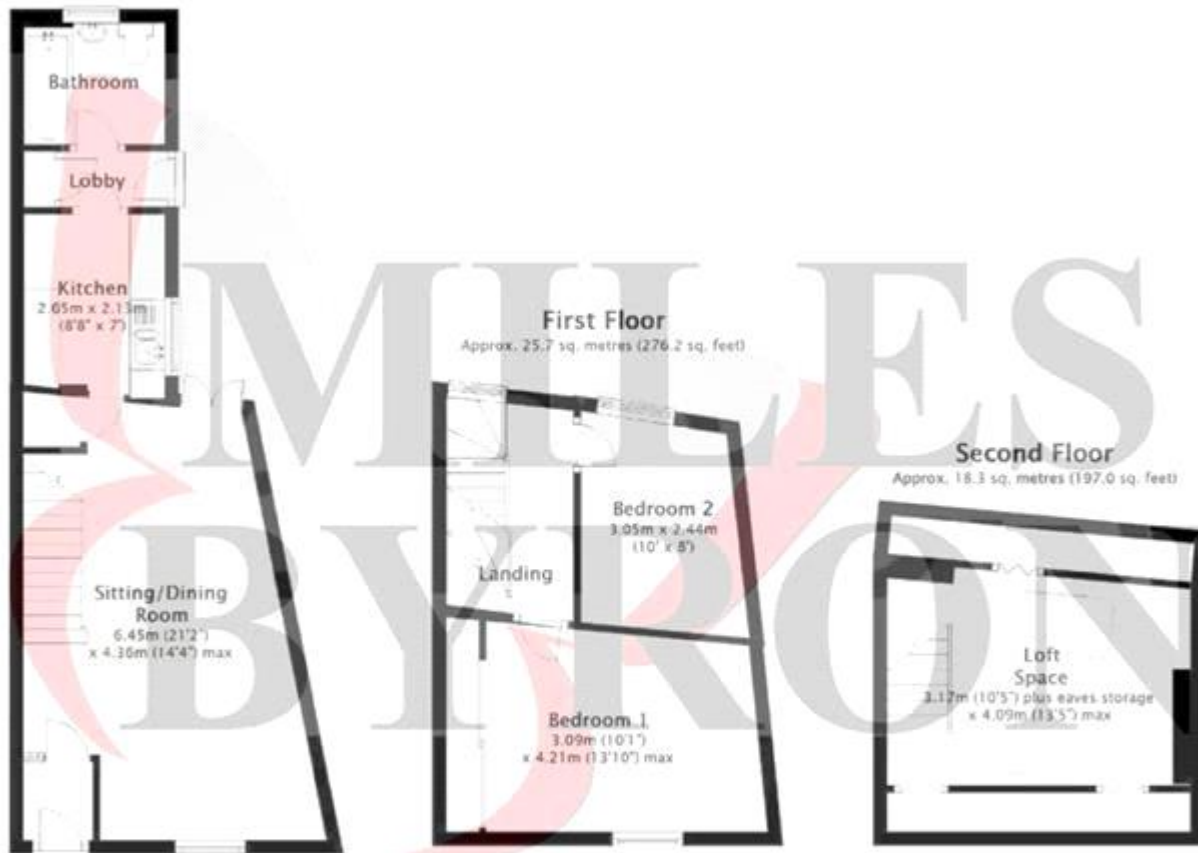 Bathroom
Lobby
Kitchen
2.65m x 2.13m
(8'8" x 7')
Sitting/Dining
Room
6.45m (21'2")
x 4.36m (14'4") max
First Floor
Approx. 25.7 sq. metres (276.2 sq. feet)
Bedroom 2
3.05m x 2.44m
(10' x 8')
Landing
Bedroom 1
3.09m (10'1")
x 4.21m (13'10") max
Second Floor
Approx. 18.3 sq. metres (197.0 sq. feet)
Loft
Space
3.17m (10'5") plus eaves storage
x 4.09m (13'5") max
MILES
BYRON